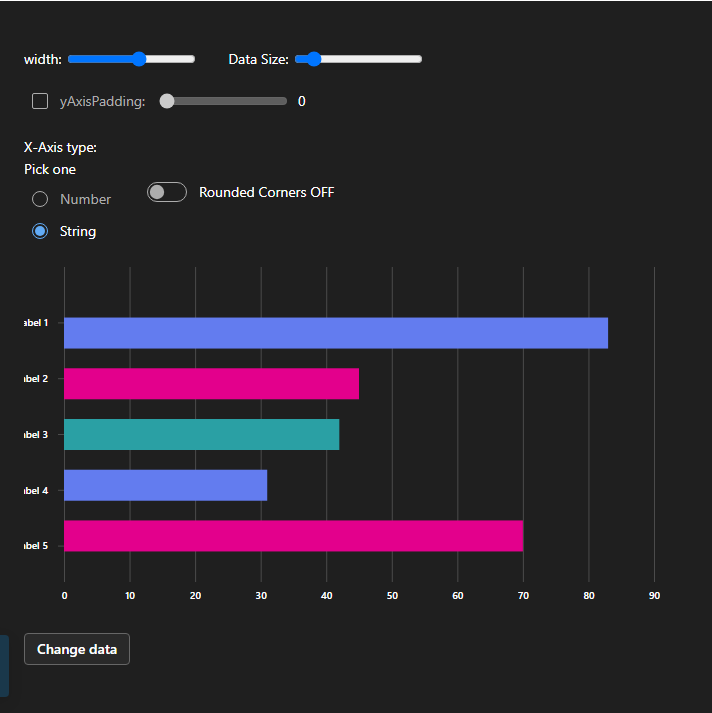 width: Data Size:
yAxisPadding: 0
X-Axis type:
Pick one
Number Rounded Corners OFF
String
abel 1
abel 2
abel 3
abel 4
abel 5
0 10 20 30 40 50 60 70 80 90
Change data